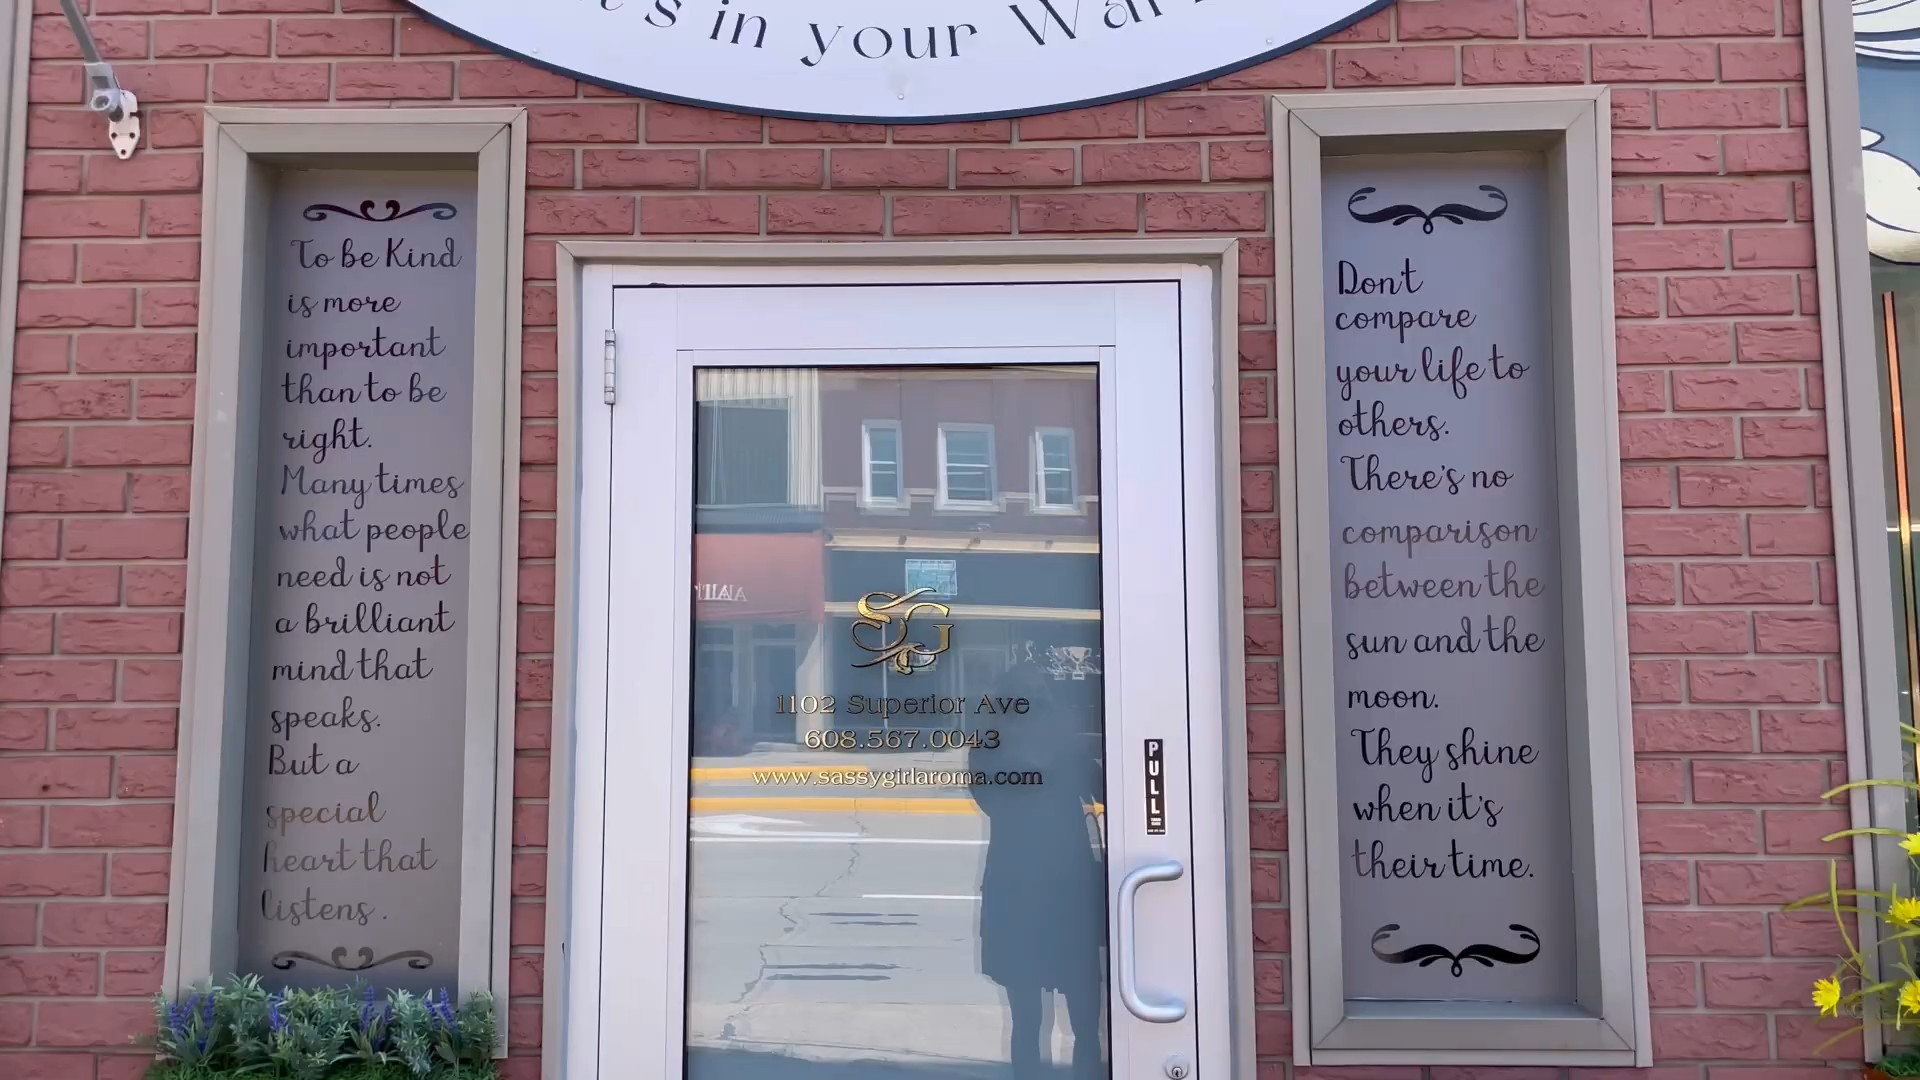 in your
To be Kind
is more
important
than to be
right.
Many times
what people
need is not
a brilliant
mind that
speaks.
But a
special
heart that
listens.
SG
1102 Superior Ave
608.567.0043
www.sassygirlaroma.com
PULL
Don't
compare
your life to
others.
There's no
comparison
between the
sun and the
moon.
They shine
when it's
their time.